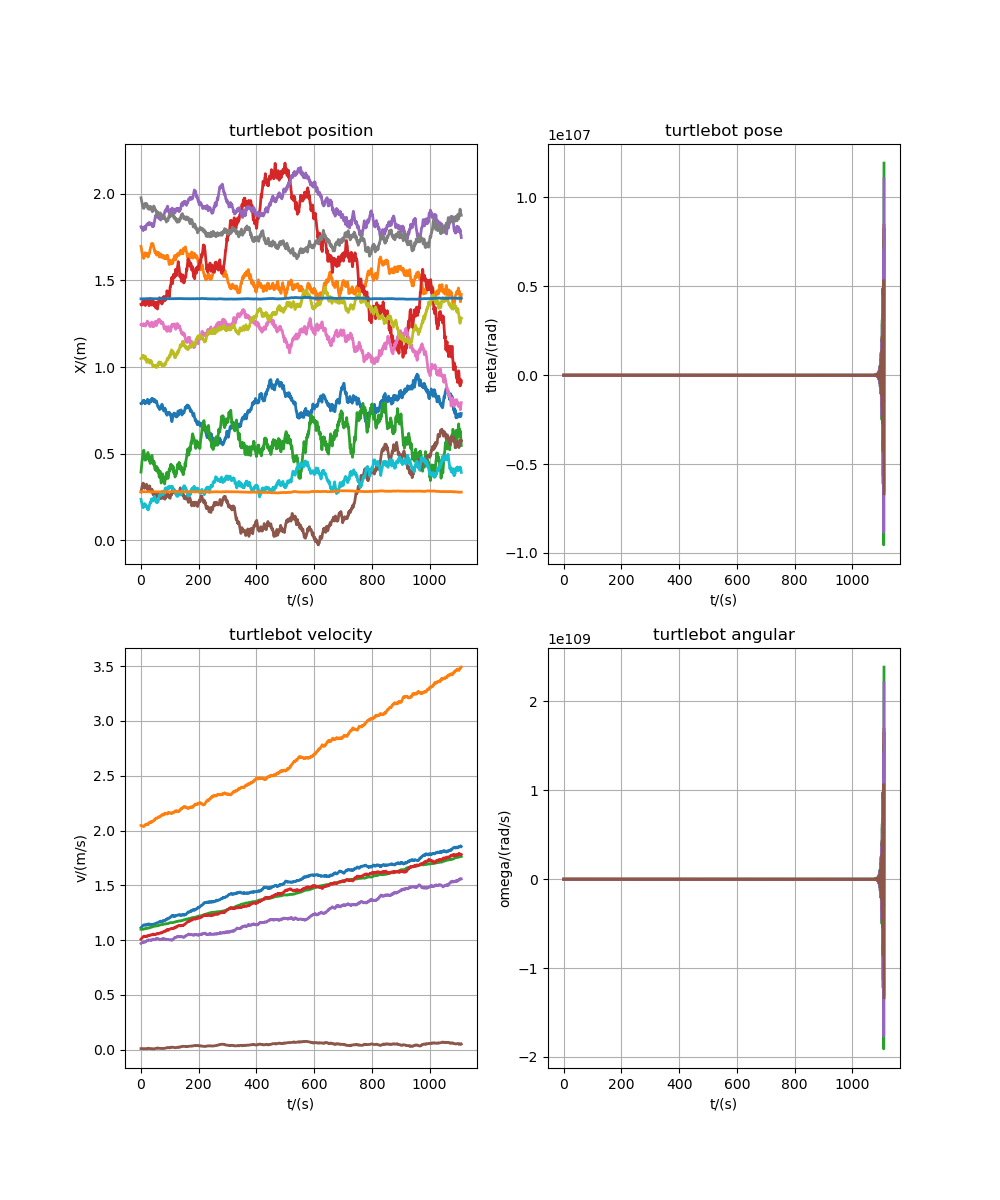 turtlebot position
X/(m)
2.0
1.5
1.0
0.5
0.0
0 200 400 600 800 1000
t/(s)
turtlebot pose
1e107
theta/(rad)
1.0
0.5
0.0
−0.5
−1.0
0 200 400 600 800 1000
t/(s)
turtlebot velocity
v/(m/s)
3.5
3.0
2.5
2.0
1.5
1.0
0.5
0.0
0 200 400 600 800 1000
t/(s)
turtlebot angular
1e109
omega/(rad/s)
2
1
0
−1
−2
0 200 400 600 800 1000
t/(s)